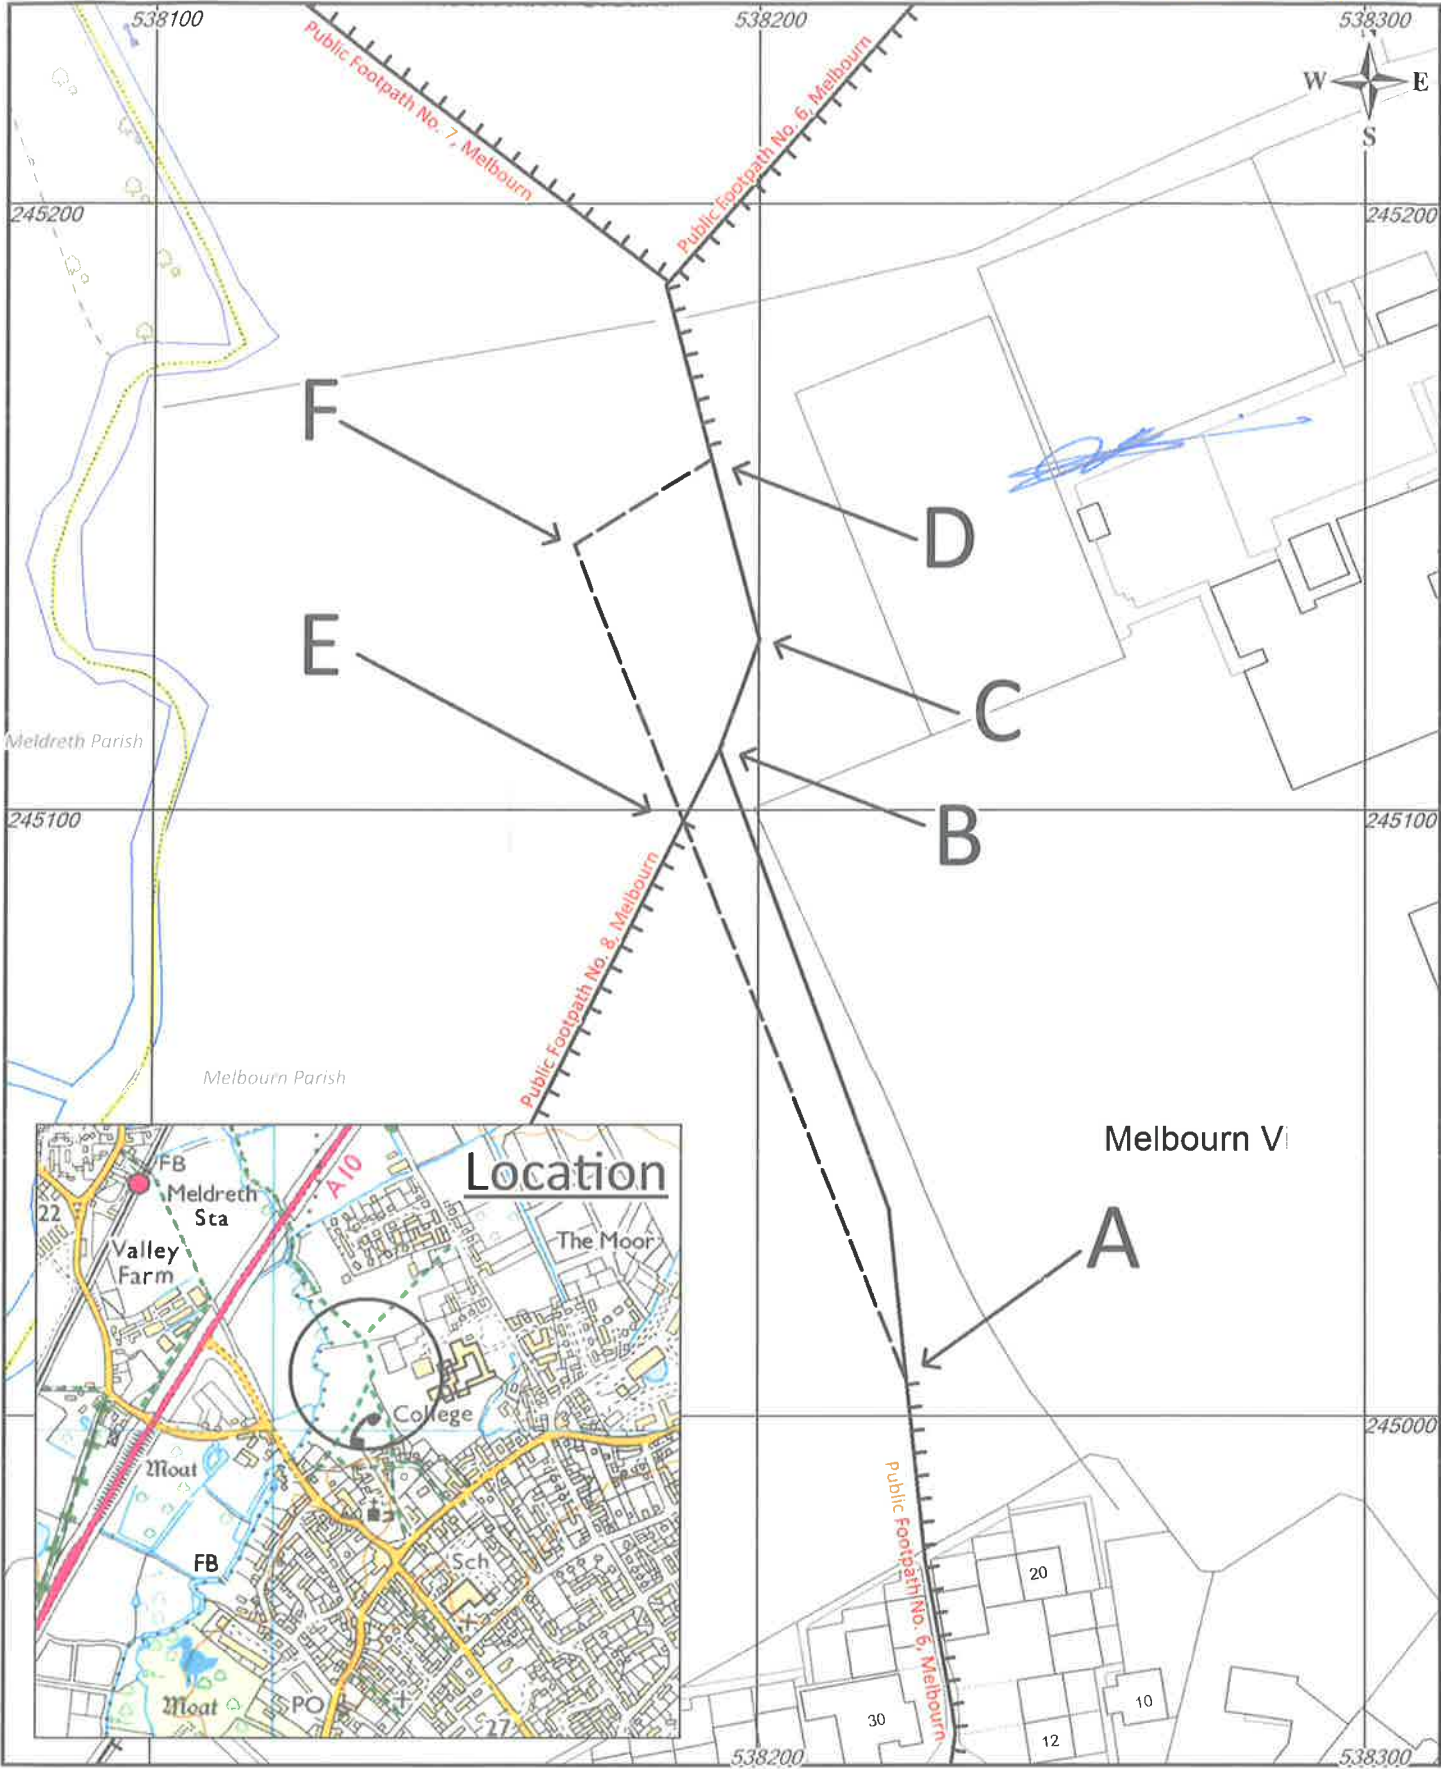 538100
538200
538300
N
W
E
S
Public Footpath No. 7, Melbourn
Public Footpath No. 6, Melbourn
245200
245200
F
D
E
C
Meldreth Parish
245100
245100
B
Public Footpath No. 8, Melbourn
Melbourn Parish
Melbourn Vi
A
Location
A10
FB
Meldreth
Sta
22
Valley
Farm
The Moor
College
Moat
FB
Sch
Moat
PO
27
245000
Public Footpath No. 6, Melbourn
20
30
12
10
538200
538300